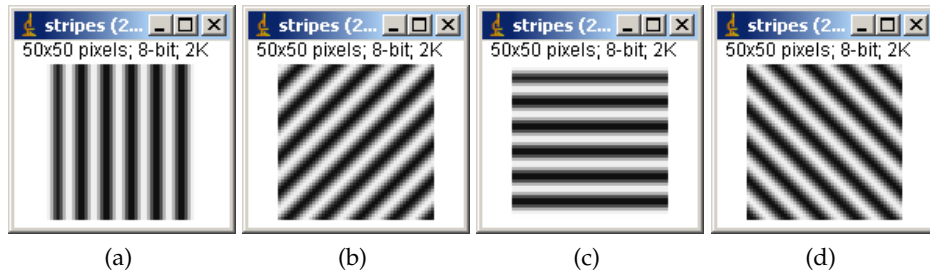 stripes (2... stripes (2... stripes (2... stripes (2...
50x50 pixels; 8-bit; 2K 50x50 pixels; 8-bit; 2K 50x50 pixels; 8-bit; 2K 50x50 pixels; 8-bit; 2K
(a) (b) (c) (d)